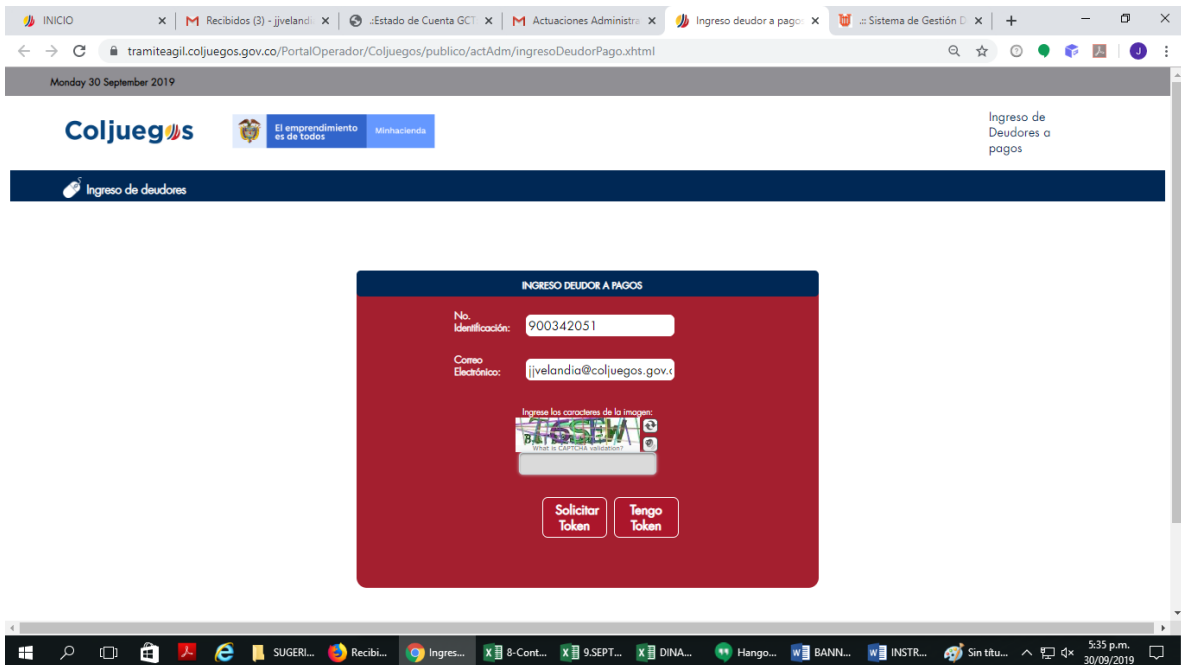 INICIO
Recibidos (3) - jjvelandi
.:Estado de Cuenta GCT
Actuaciones Administra
Ingreso deudor a pago
.:: Sistema de Gestión D
tramiteagil.coljuegos.gov.co/PortalOperador/Coljuegos/publico/actAdm/ingresoDeudorPago.xhtml
J
Monday 30 September 2019
Coljuegos
El emprendimiento
es de todos
Minhacienda
Ingreso de
Deudores a
pagos
Ingreso de deudores
INGRESO DEUDOR A PAGOS
No.
Identificación:
900342051
Correo
Electrónico:
jjvelandia@coljuegos.gov.c
Ingrese los caracteres de la imagen:
What is CAPTCHA validation?
Solicitar
Token
Tengo
Token
SUGERI...
Recibi...
Ingres...
8-Cont...
9.SEPT...
DINA...
Hango...
BANN...
INSTR...
Sin títu...
5:35 p.m.
30/09/2019